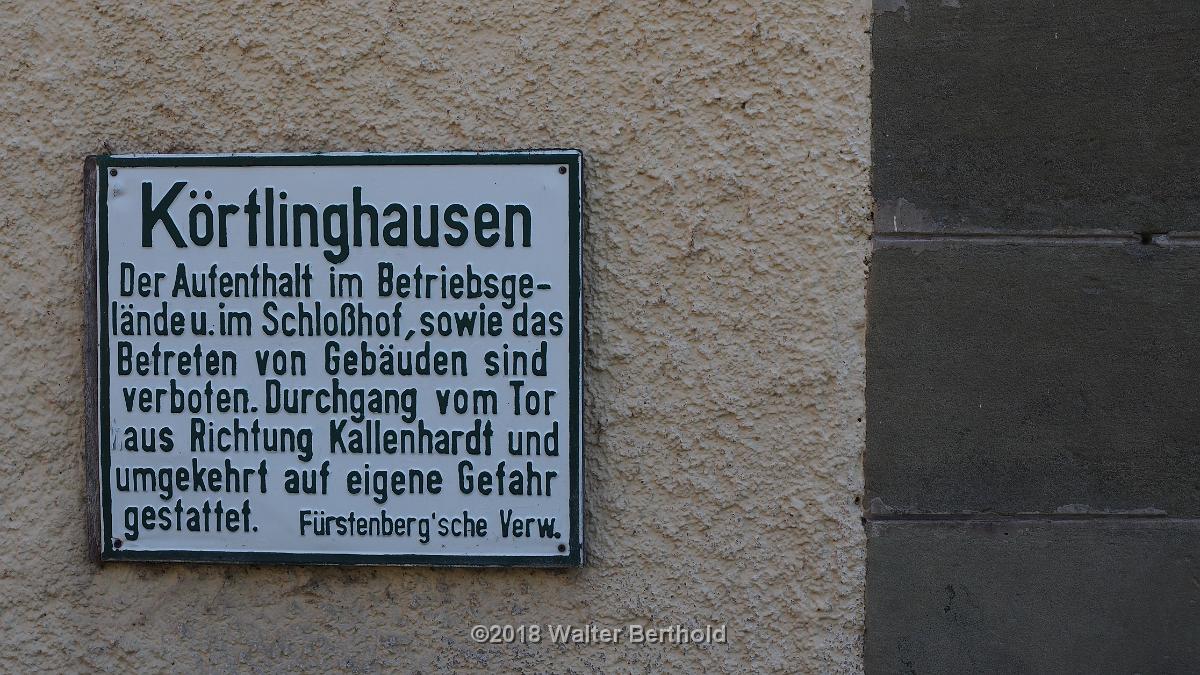 Körtlinghausen
Der Aufenthalt im Betriebsge-
lände u. im Schloßhof, sowie das
Betreten von Gebäuden sind
verboten. Durchgang vom Tor
aus Richtung Kallenhardt und
umgekehrt auf eigene Gefahr
gestattet. Fürstenberg'sche Verw.
©2018 Walter Berthold